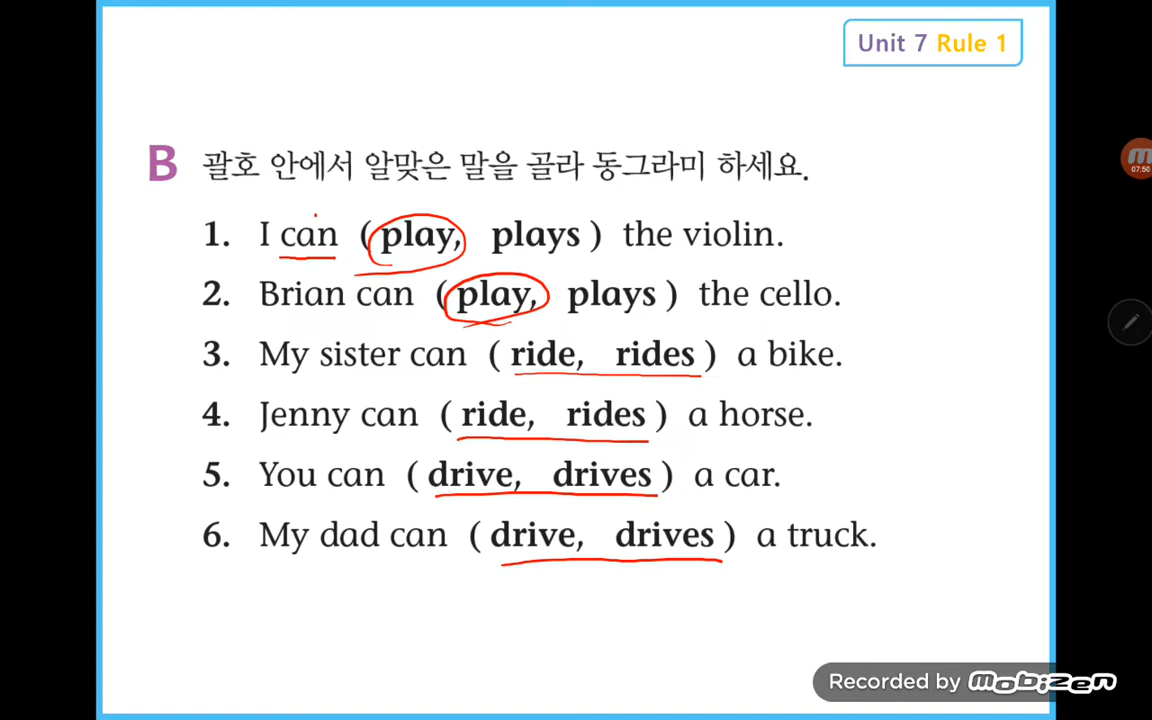 Unit 7 Rule 1
B 괄호 안에서 알맞은 말을 골라 동그라미 하세요.
1. I can ( play, plays ) the violin.
2. Brian can ( play, plays ) the cello.
3. My sister can ( ride, rides ) a bike.
4. Jenny can ( ride, rides ) a horse.
5. You can ( drive, drives ) a car.
6. My dad can ( drive, drives ) a truck.
07:50
Recorded by mobizen